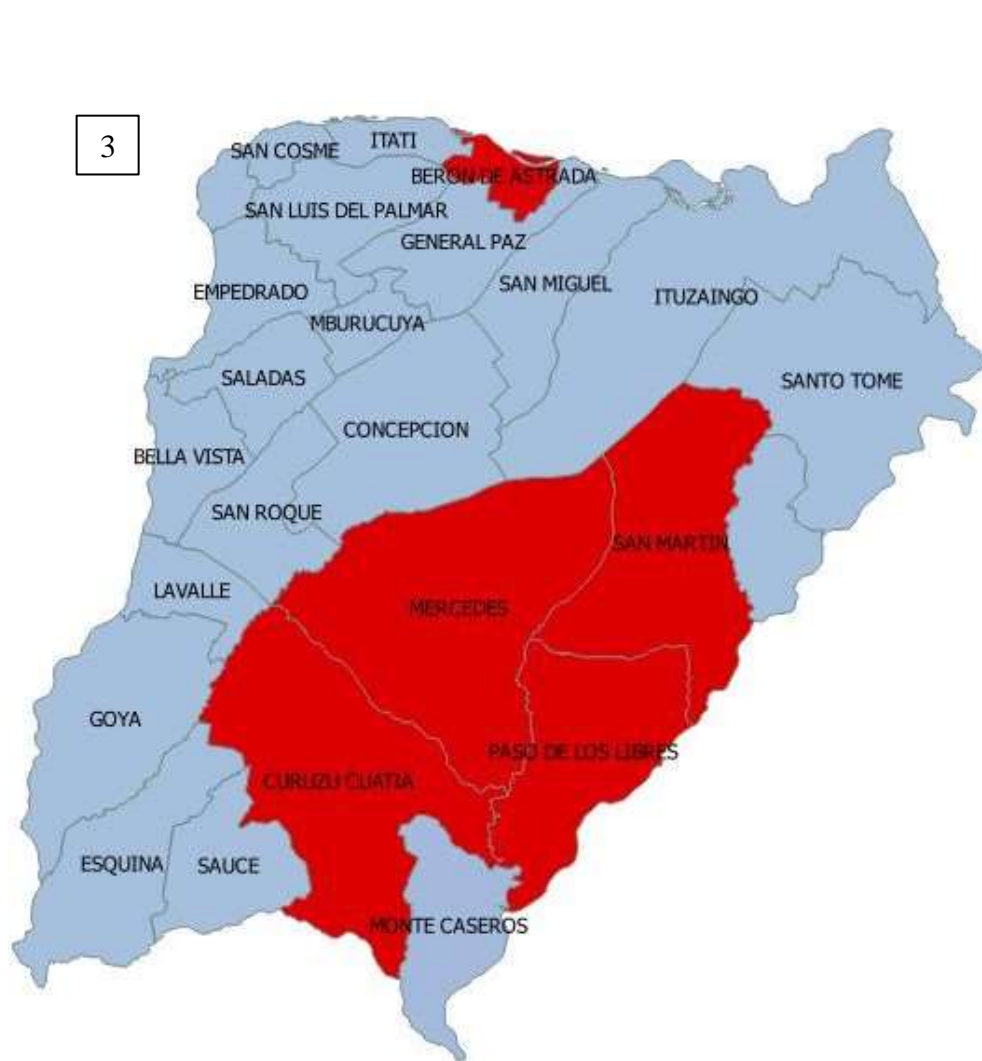 3
ITATI
SAN COSME
BERON DE ASTRADA
SAN LUIS DEL PALMAR
GENERAL PAZ
SAN MIGUEL
EMPEDRADO
ITUZAINGO
MBURUCUYA
SALADAS
SANTO TOME
CONCEPCION
BELLA VISTA
SAN ROQUE
SAN MARTIN
LAVALLE
MERCEDES
GOYA
PASO DE LOS LIBRES
CURUZU CUATIA
ESQUINA
SAUCE
MONTE CASEROS